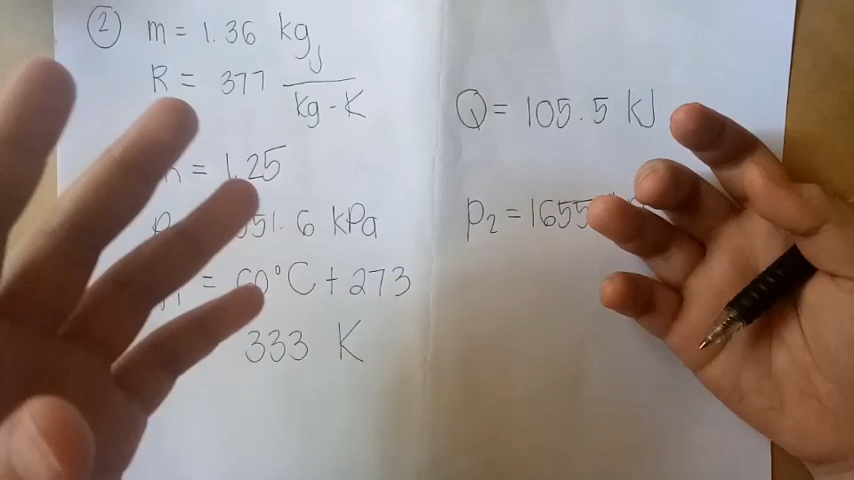 2 m = 1.36 kg
R = 377 J / kg-K
= 1.25
51.6 kPa
= 60°C + 273
333 K
Q = 105.5 kJ
P2 = 1655